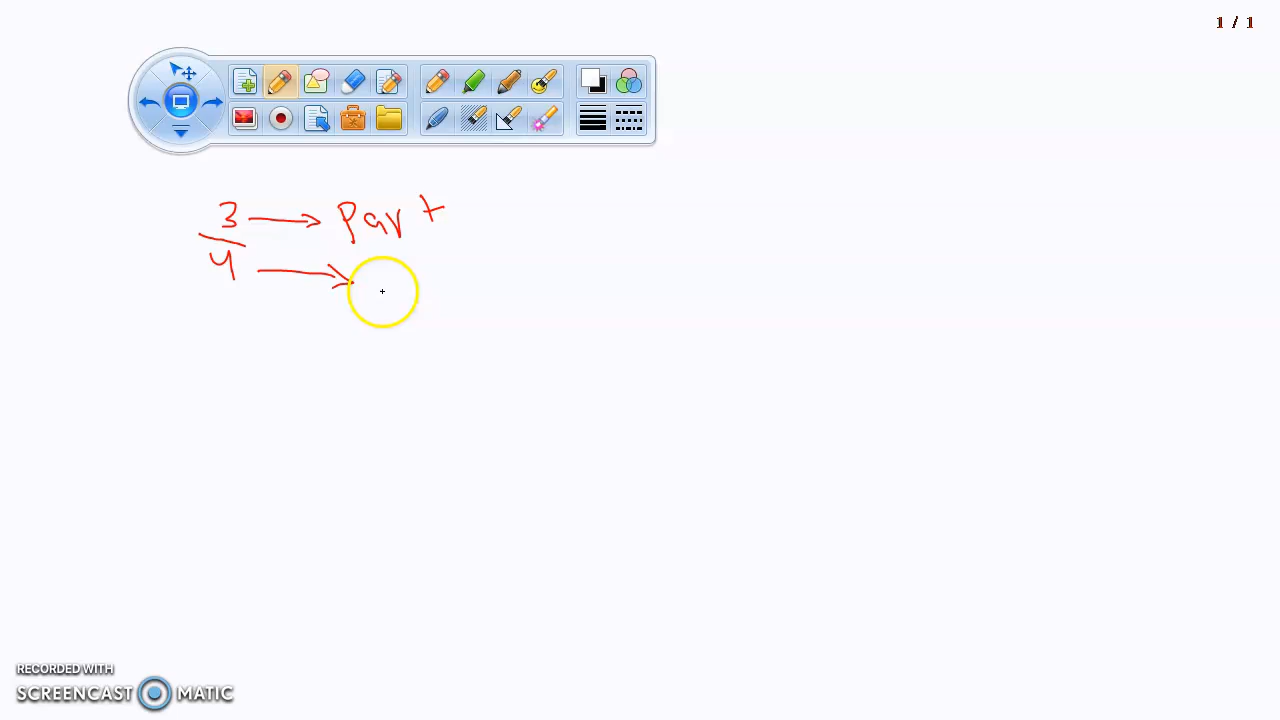 1 / 1
3 → Part
4 →
RECORDED WITH
SCREENCAST MATIC